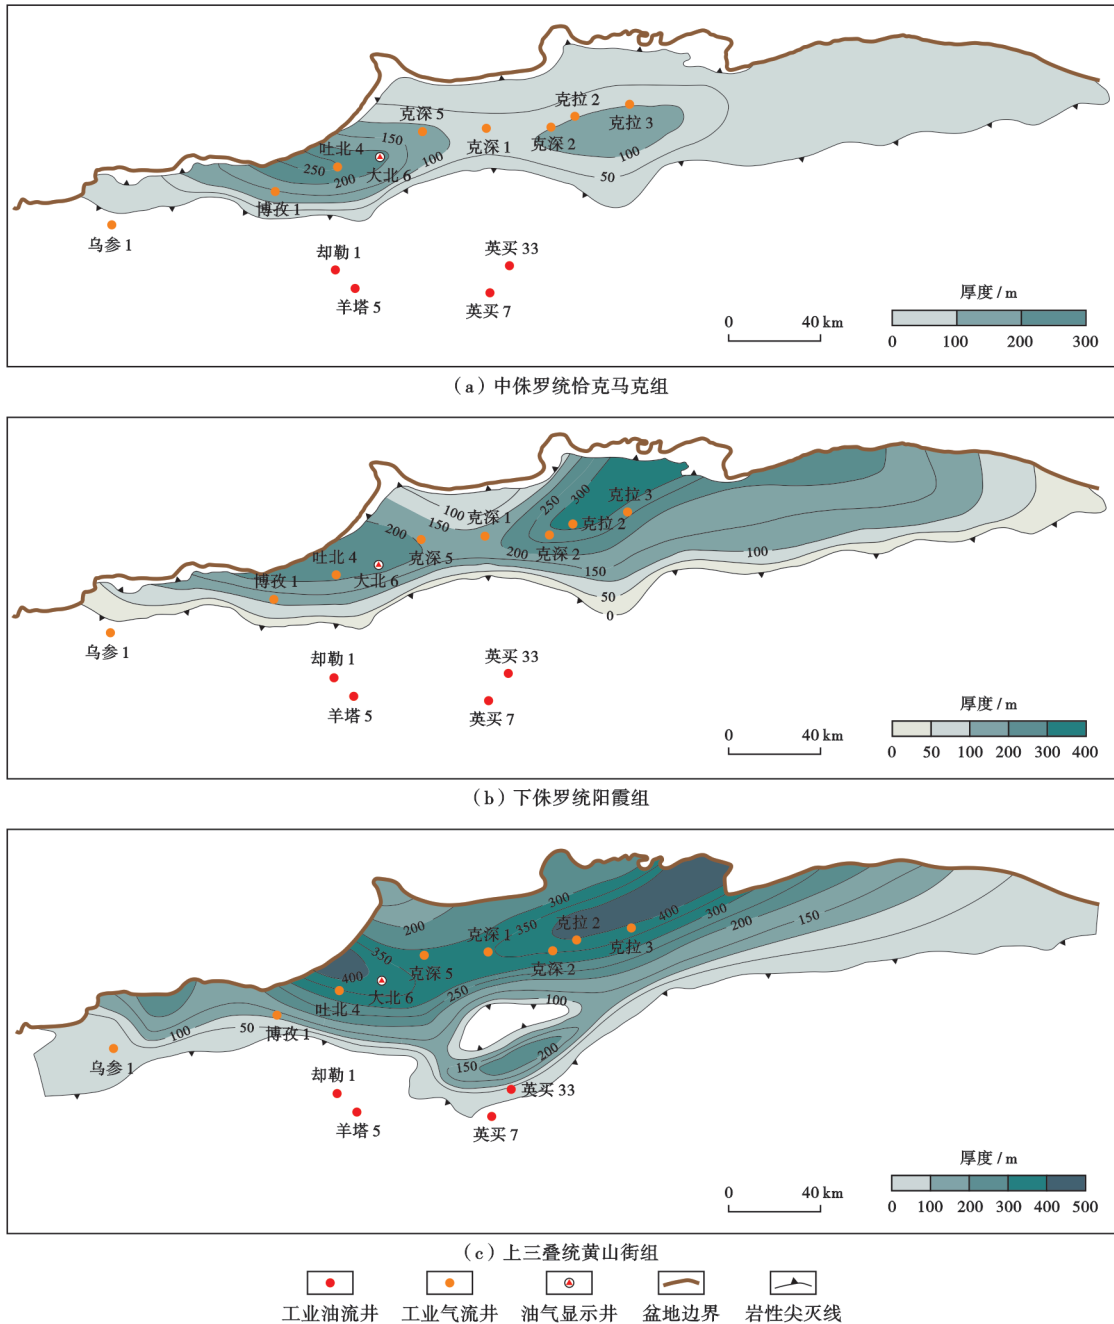 克拉 2
克深 5
克拉 3
150
吐北 4
克深 1
克深 2
100
100
250
200
大北 6
50
博孜 1
乌参 1
却勒 1
英买 33
羊塔 5
英买 7
厚度 / m
0 40 km
0 100 200 300
(a) 中侏罗统恰克马克组
300
250
克拉 3
100
150
克深 1
200
克拉 2
吐北 4
克深 5
200
克深 2
100
博孜 1
大北 6
150
50
0
乌参 1
却勒 1
英买 33
羊塔 5
英买 7
厚度 / m
0 40 km
0 50 100 200 300 400
(b) 下侏罗统阳霞组
300
400
300
200
350
克拉 2
150
克深 1
克拉 3
200
350
克深 5
克深 2
400
大北 6
250
吐北 4
100
100
50
博孜 1
乌参 1
200
150
却勒 1
英买 33
羊塔 5
英买 7
厚度 / m
0 40 km
0 100 200 300 400 500
(c) 上三叠统黄山街组
工业油流井 工业气流井 油气显示井 盆地边界 岩性尖灭线